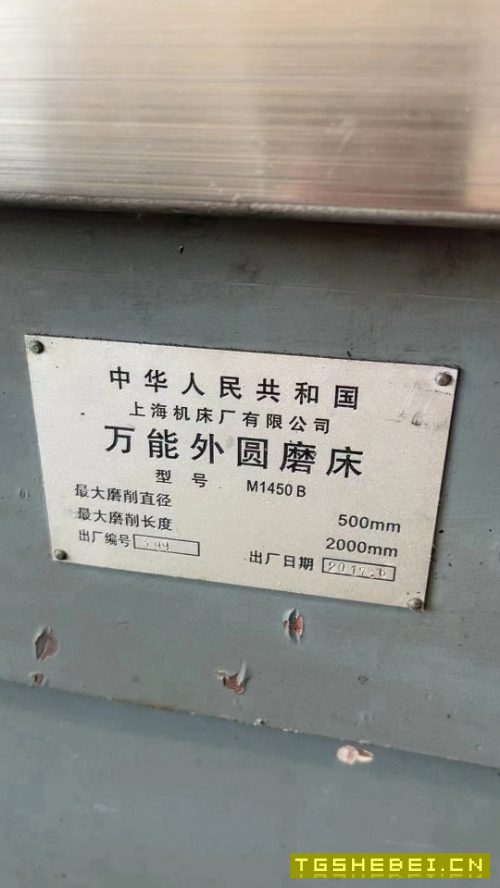 中华人民共和国
上海机床厂有限公司
万能外圆磨床
型号 M1450B
最大磨削直径 500mm
最大磨削长度 2000mm
出厂编号
出厂日期
TGSHEBEI.CN